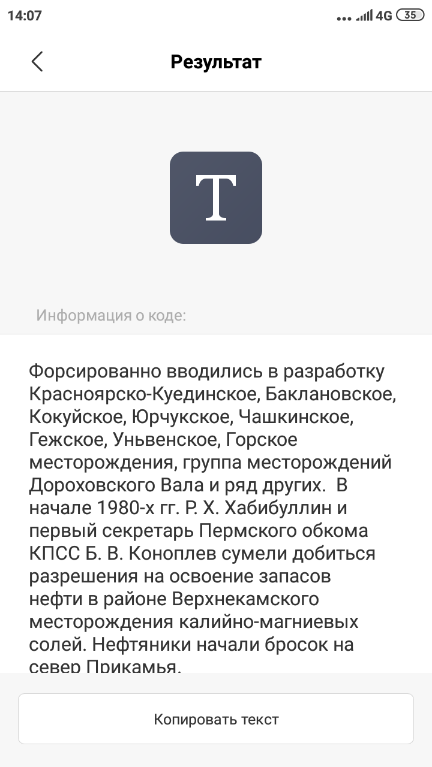 14:07
4G
35
Результат
T
Информация о коде:
Форсированно вводились в разработку
Красноярско-Куединское, Баклановское,
Кокуйское, Юрчукское, Чашкинское,
Гежское, Уньвенское, Горское
месторождения, группа месторождений
Дороховского Вала и ряд других.  В
начале 1980-х гг. Р. Х. Хабибуллин и
первый секретарь Пермского обкома
КПСС Б. В. Коноплев сумели добиться
разрешения на освоение запасов
нефти в районе Верхнекамского
месторождения калийно-магниевых
солей. Нефтяники начали бросок на
север Прикамья.
Копировать текст